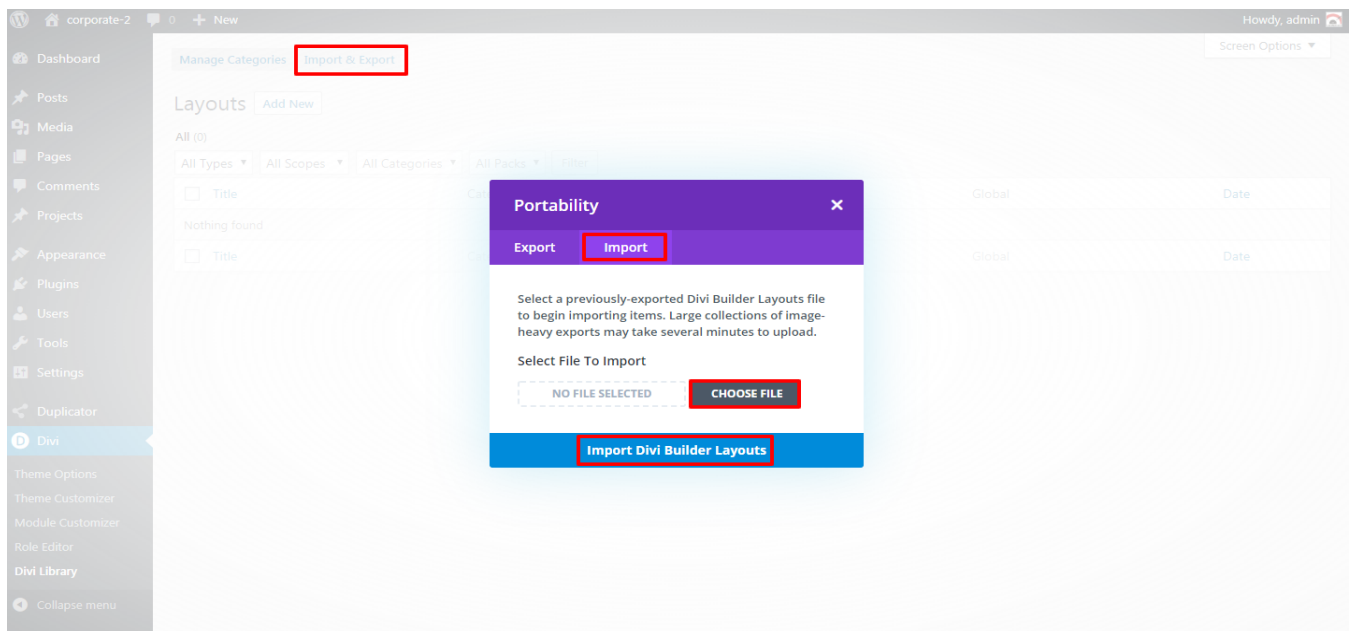 corporate-2 0 + New Howdy, admin
Dashboard
Posts
Media
Pages
Comments
Projects
Appearance
Plugins
Users
Tools
Settings
Duplicator
Divi
Theme Options
Theme Customizer
Module Customizer
Role Editor
Divi Library
Collapse menu
Manage Categories Import & Export Screen Options
Layouts Add New
All (0)
All Types All Scopes All Categories All Packs Filter
Title Global Date
Nothing found
Title Global Date
Portability ×
Export Import
Select a previously-exported Divi Builder Layouts file
to begin importing items. Large collections of image-
heavy exports may take several minutes to upload.
Select File To Import
NO FILE SELECTED CHOOSE FILE
Import Divi Builder Layouts